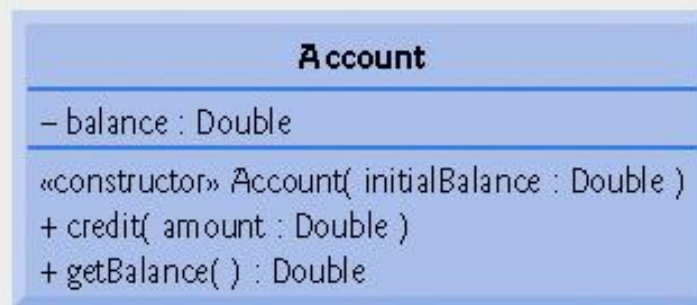 Account
– balance : Double
«constructor» Account( initialBalance : Double )
+ credit( amount : Double )
+ getBalance( ) : Double